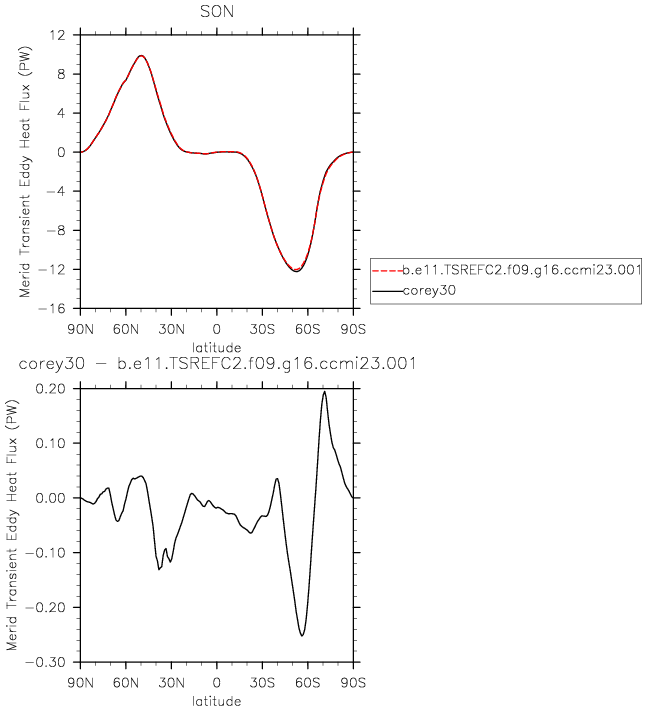 SON
Merid Transient Eddy Heat Flux (PW)
12
8
4
0
−4
−8
−12
−16
90N 60N 30N 0 30S 60S 90S
latitude
b.e11.TSREFC2.f09.g16.ccmi23.001
corey30
corey30 − b.e11.TSREFC2.f09.g16.ccmi23.001
Merid Transient Eddy Heat Flux (PW)
0.20
0.10
0.00
−0.10
−0.20
−0.30
90N 60N 30N 0 30S 60S 90S
latitude